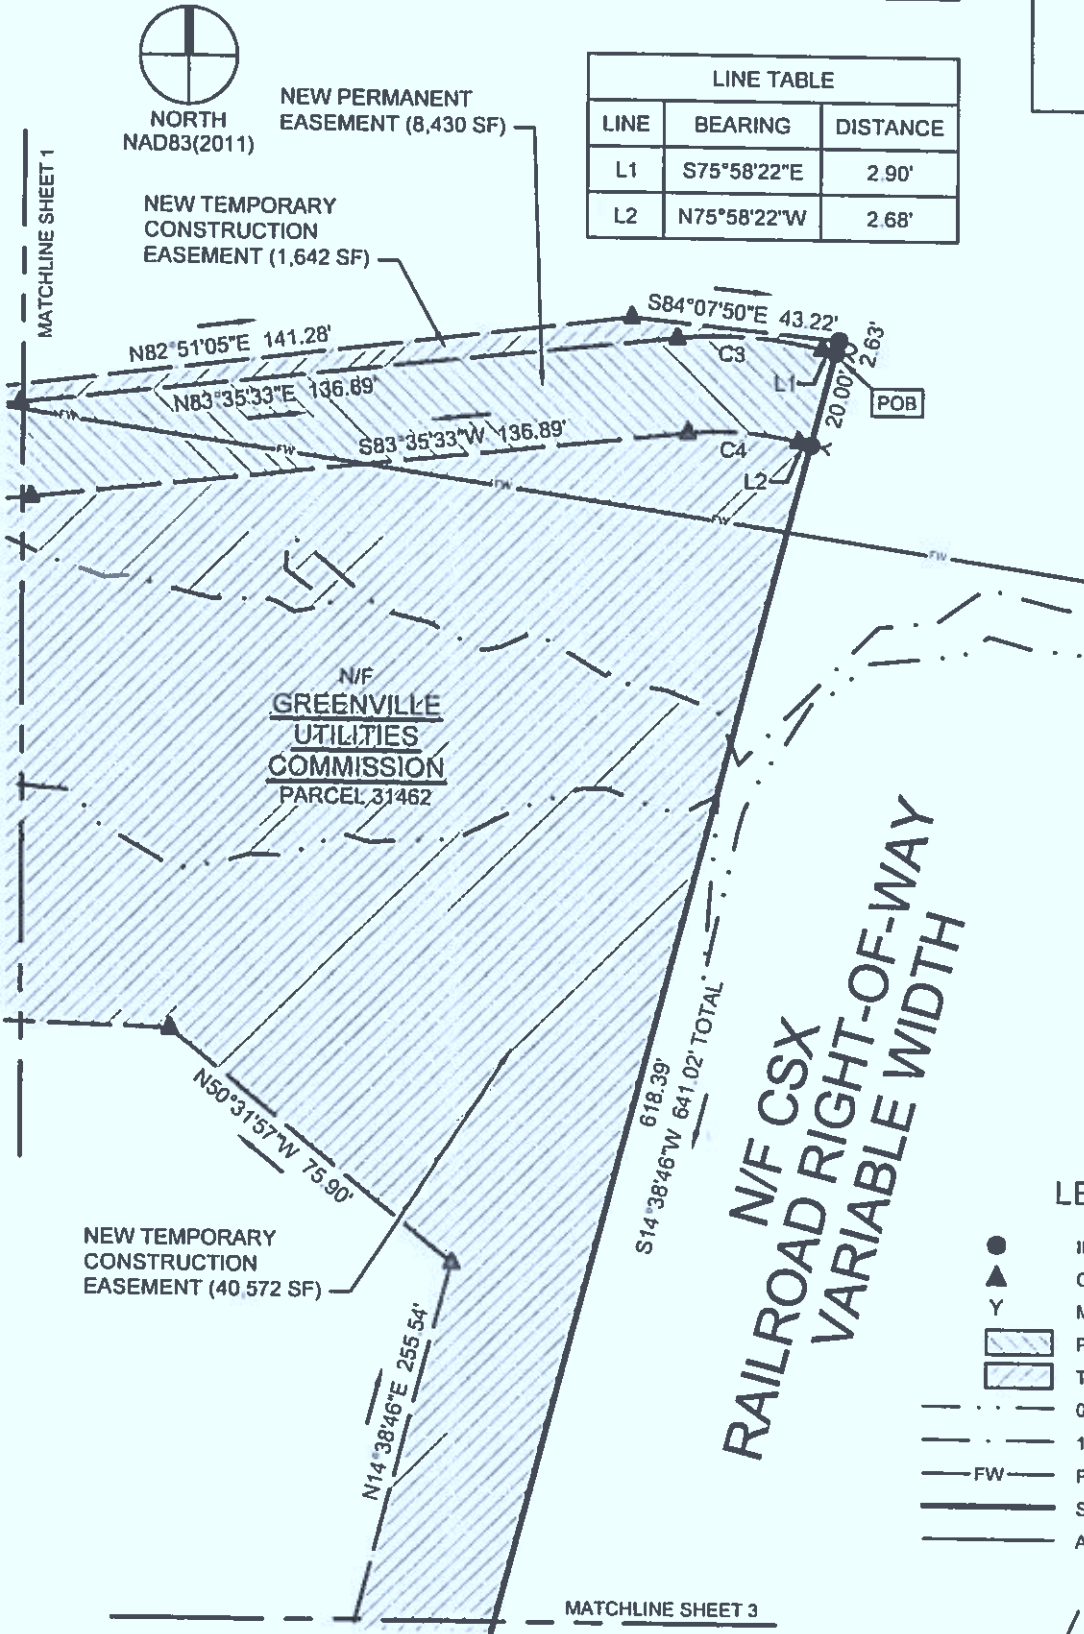 NORTH
NAD83(2011)
NEW PERMANENT
EASEMENT (8,430 SF)
LINE TABLE
LINE BEARING DISTANCE
L1 S75°58'22"E 2.90'
L2 N75°58'22"W 2.68'
MATCHLINE SHEET 1
NEW TEMPORARY
CONSTRUCTION
EASEMENT (1,642 SF)
S84°07'50"E 43.22'
2.63'
N82°51'05"E 141.28'
C3
L1
20.00'
POB
N83°35'33"E 136.89'
FW
FW
S83°35'33"W 136.89'
C4
L2
FW
FW
FW
N/F
GREENVILLE
UTILITIES
COMMISSION
PARCEL 31462
N50°31'57"W 75.90'
618.39'
S14°38'46"W 641.02' TOTAL
N/F CSX
RAILROAD RIGHT-OF-WAY
VARIABLE WIDTH
NEW TEMPORARY
CONSTRUCTION
EASEMENT (40,572 SF)
N14°38'46"E 255.54'
Y
FW
MATCHLINE SHEET 3